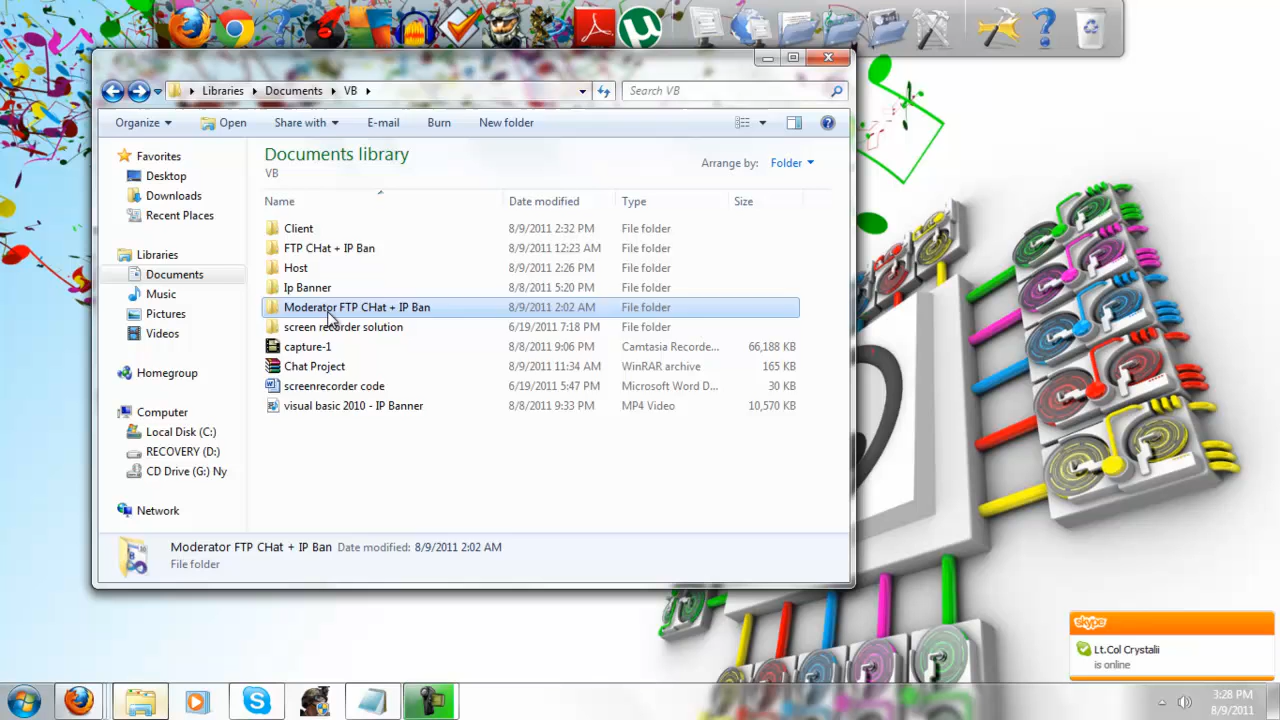 Libraries Documents VB
Search VB
Organize Open Share with E-mail Burn New folder
Favorites
Desktop
Downloads
Recent Places
Libraries
Documents
Music
Pictures
Videos
Homegroup
Computer
Local Disk (C:)
RECOVERY (D:)
CD Drive (G:) Ny
Network
Documents library
VB
Arrange by: Folder
Name Date modified Type Size
Client 8/9/2011 2:32 PM File folder
FTP CHat + IP Ban 8/9/2011 12:23 AM File folder
Host 8/9/2011 2:26 PM File folder
Ip Banner 8/8/2011 5:20 PM File folder
Moderator FTP CHat + IP Ban 8/9/2011 2:02 AM File folder
screen recorder solution 6/19/2011 7:18 PM File folder
capture-1 8/8/2011 9:06 PM Camtasia Recorde... 66,188 KB
Chat Project 8/9/2011 11:34 AM WinRAR archive 165 KB
screenrecorder code 6/19/2011 5:47 PM Microsoft Word D... 30 KB
visual basic 2010 - IP Banner 8/8/2011 9:33 PM MP4 Video 10,570 KB
Moderator FTP CHat + IP Ban Date modified: 8/9/2011 2:02 AM
File folder
skype
Lt.Col Crystalii
is online
3:28 PM
8/9/2011